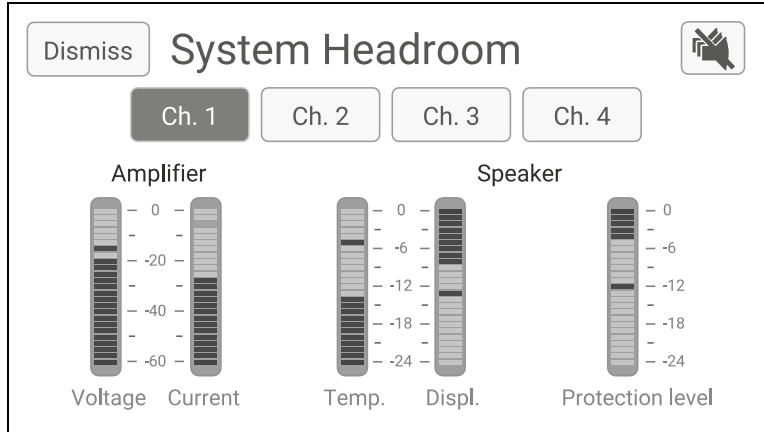 Dismiss System Headroom
Ch. 1 Ch. 2 Ch. 3 Ch. 4
Amplifier Speaker
0 0 0
-6 -6
-20
-12 -12
-40
-18 -18
-60 -24 -24
Voltage Current Temp. Displ. Protection level